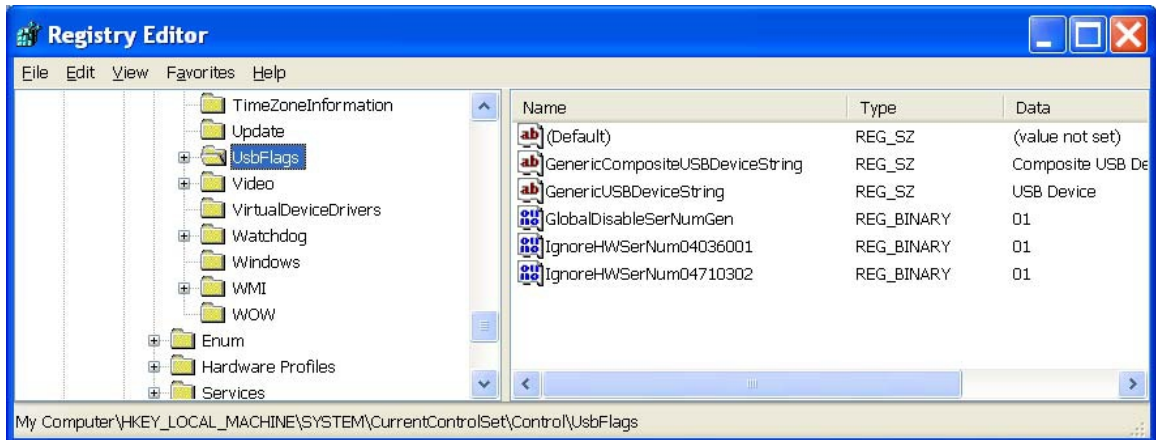 Registry Editor
File Edit View Favorites Help
TimeZoneInformation
Update
UsbFlags
Video
VirtualDeviceDrivers
Watchdog
Windows
WMI
WOW
Enum
Hardware Profiles
Services
Name Type Data
(Default) REG_SZ (value not set)
GenericCompositeUSBDeviceString REG_SZ Composite USB De
GenericUSBDeviceString REG_SZ USB Device
GlobalDisableSerNumGen REG_BINARY 01
IgnoreHWSerNum04036001 REG_BINARY 01
IgnoreHWSerNum04710302 REG_BINARY 01
My Computer\HKEY_LOCAL_MACHINE\SYSTEM\CurrentControlSet\Control\UsbFlags